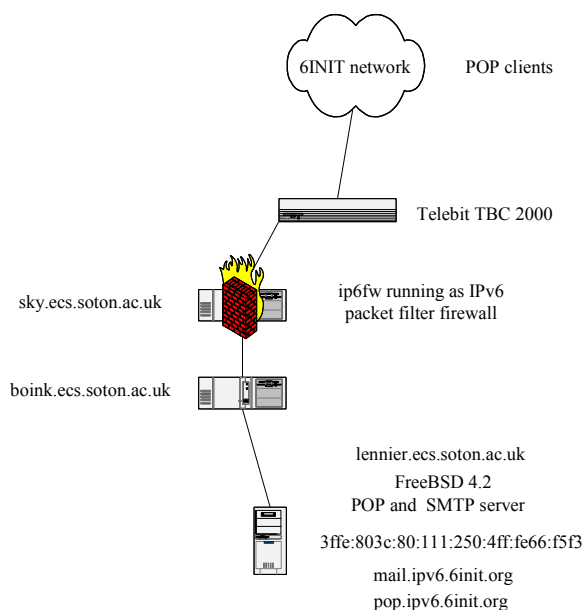 6INIT network
POP clients
Telebit TBC 2000
sky.ecs.soton.ac.uk
ip6fw running as IPv6
packet filter firewall
boink.ecs.soton.ac.uk
lennier.ecs.soton.ac.uk
FreeBSD 4.2
POP and SMTP server
3ffe:803c:80:111:250:4ff:fe66:f5f3
mail.ipv6.6init.org
pop.ipv6.6init.org